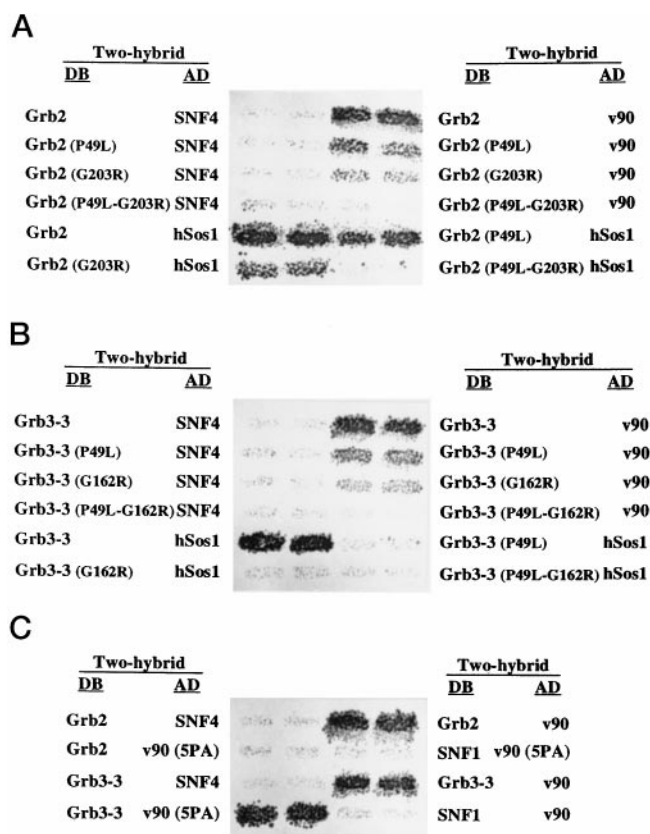 A
Two-hybrid Two-hybrid
DB AD DB AD
Grb2 SNF4 Grb2 v90
Grb2 (P49L) SNF4 Grb2 (P49L) v90
Grb2 (G203R) SNF4 Grb2 (G203R) v90
Grb2 (P49L-G203R) SNF4 Grb2 (P49L-G203R) v90
Grb2 hSos1 Grb2 (P49L) hSos1
Grb2 (G203R) hSos1 Grb2 (P49L-G203R) hSos1
B
Two-hybrid Two-hybrid
DB AD DB AD
Grb3-3 SNF4 Grb3-3 v90
Grb3-3 (P49L) SNF4 Grb3-3 (P49L) v90
Grb3-3 (G162R) SNF4 Grb3-3 (G162R) v90
Grb3-3 (P49L-G162R) SNF4 Grb3-3 (P49L-G162R) v90
Grb3-3 hSos1 Grb3-3 (P49L) hSos1
Grb3-3 (G162R) hSos1 Grb3-3 (P49L-G162R) hSos1
C
Two-hybrid Two-hybrid
DB AD DB AD
Grb2 SNF4 Grb2 v90
Grb2 v90 (5PA) SNF1 v90 (5PA)
Grb3-3 SNF4 Grb3-3 v90
Grb3-3 v90 (5PA) SNF1 v90